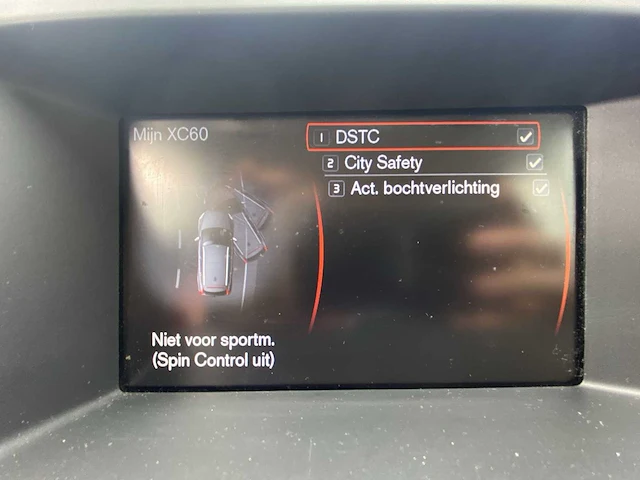 Mijn XC60
1 DSTC
2 City Safety
3 Act. bochtverlichting
Niet voor sportm.
(Spin Control uit)